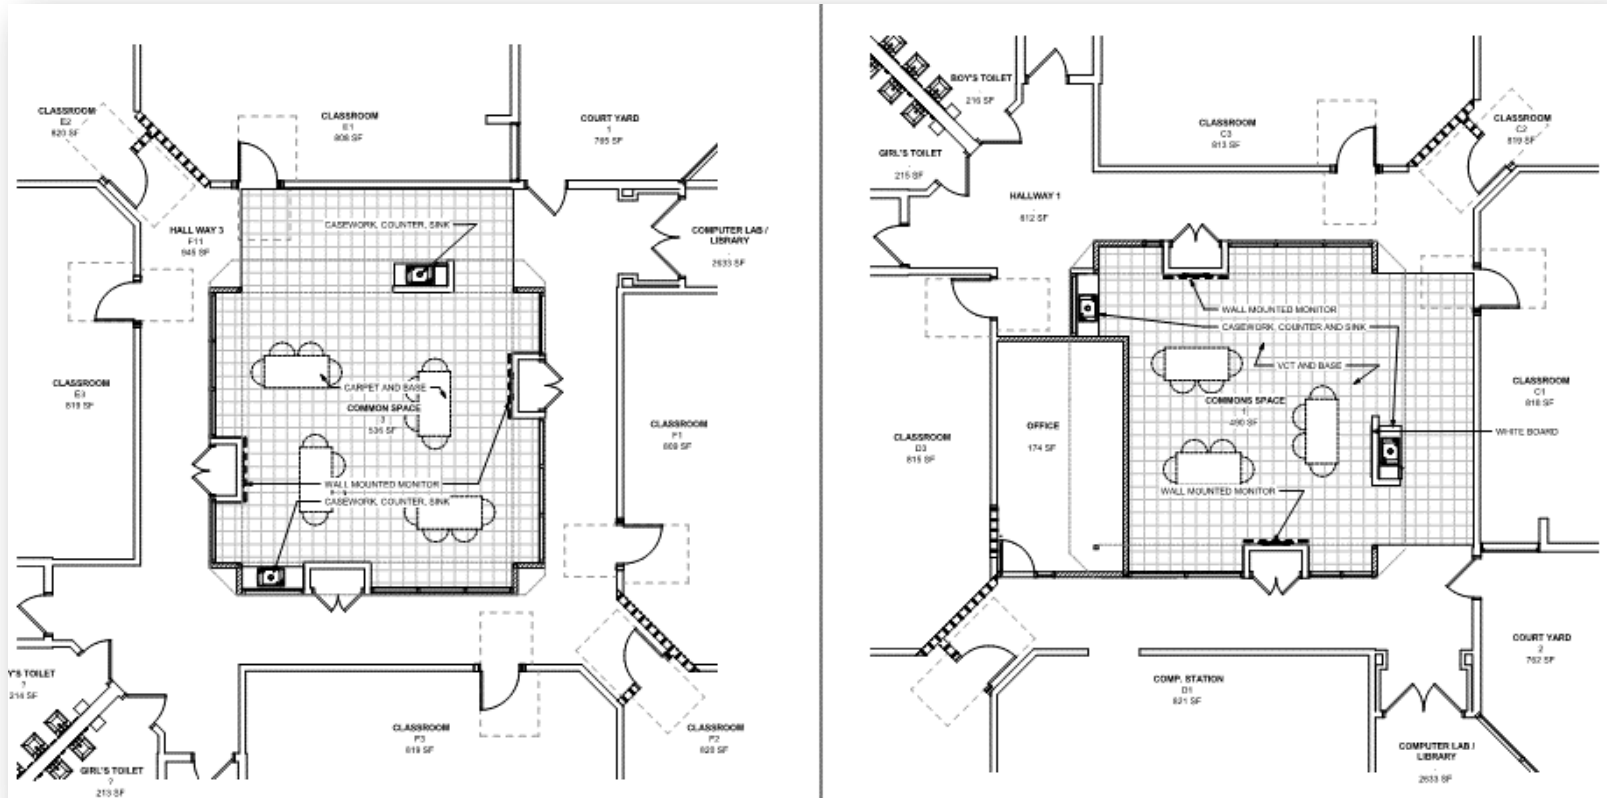 CLASSROOM
E2
820 SF
CLASSROOM
E1
808 SF
COURT YARD
1
765 SF
CASEWORK, COUNTER, SINK
HALL WAY 3
F11
945 SF
COMPUTER LAB /
LIBRARY
2633 SF
CLASSROOM
E3
819 SF
CARPET AND BASE
COMMON SPACE
3
536 SF
CLASSROOM
F1
809 SF
WALL MOUNTED MONITOR
CASEWORK, COUNTER, SINK
Y'S TOILET
?
214 SF
GIRL'S TOILET
?
213 SF
CLASSROOM
F3
819 SF
CLASSROOM
F2
820 SF
BOY'S TOILET
216 SF
GIRL'S TOILET
215 SF
CLASSROOM
C3
813 SF
CLASSROOM
C2
819 SF
HALLWAY 1
612 SF
WALL MOUNTED MONITOR
CASEWORK, COUNTER AND SINK
VCT AND BASE
CLASSROOM
C1
818 SF
COMMONS SPACE
1
490 SF
OFFICE
174 SF
CLASSROOM
D3
815 SF
WHITE BOARD
WALL MOUNTED MONITOR
COURT YARD
2
762 SF
COMP. STATION
D1
821 SF
COMPUTER LAB /
LIBRARY
2633 SF